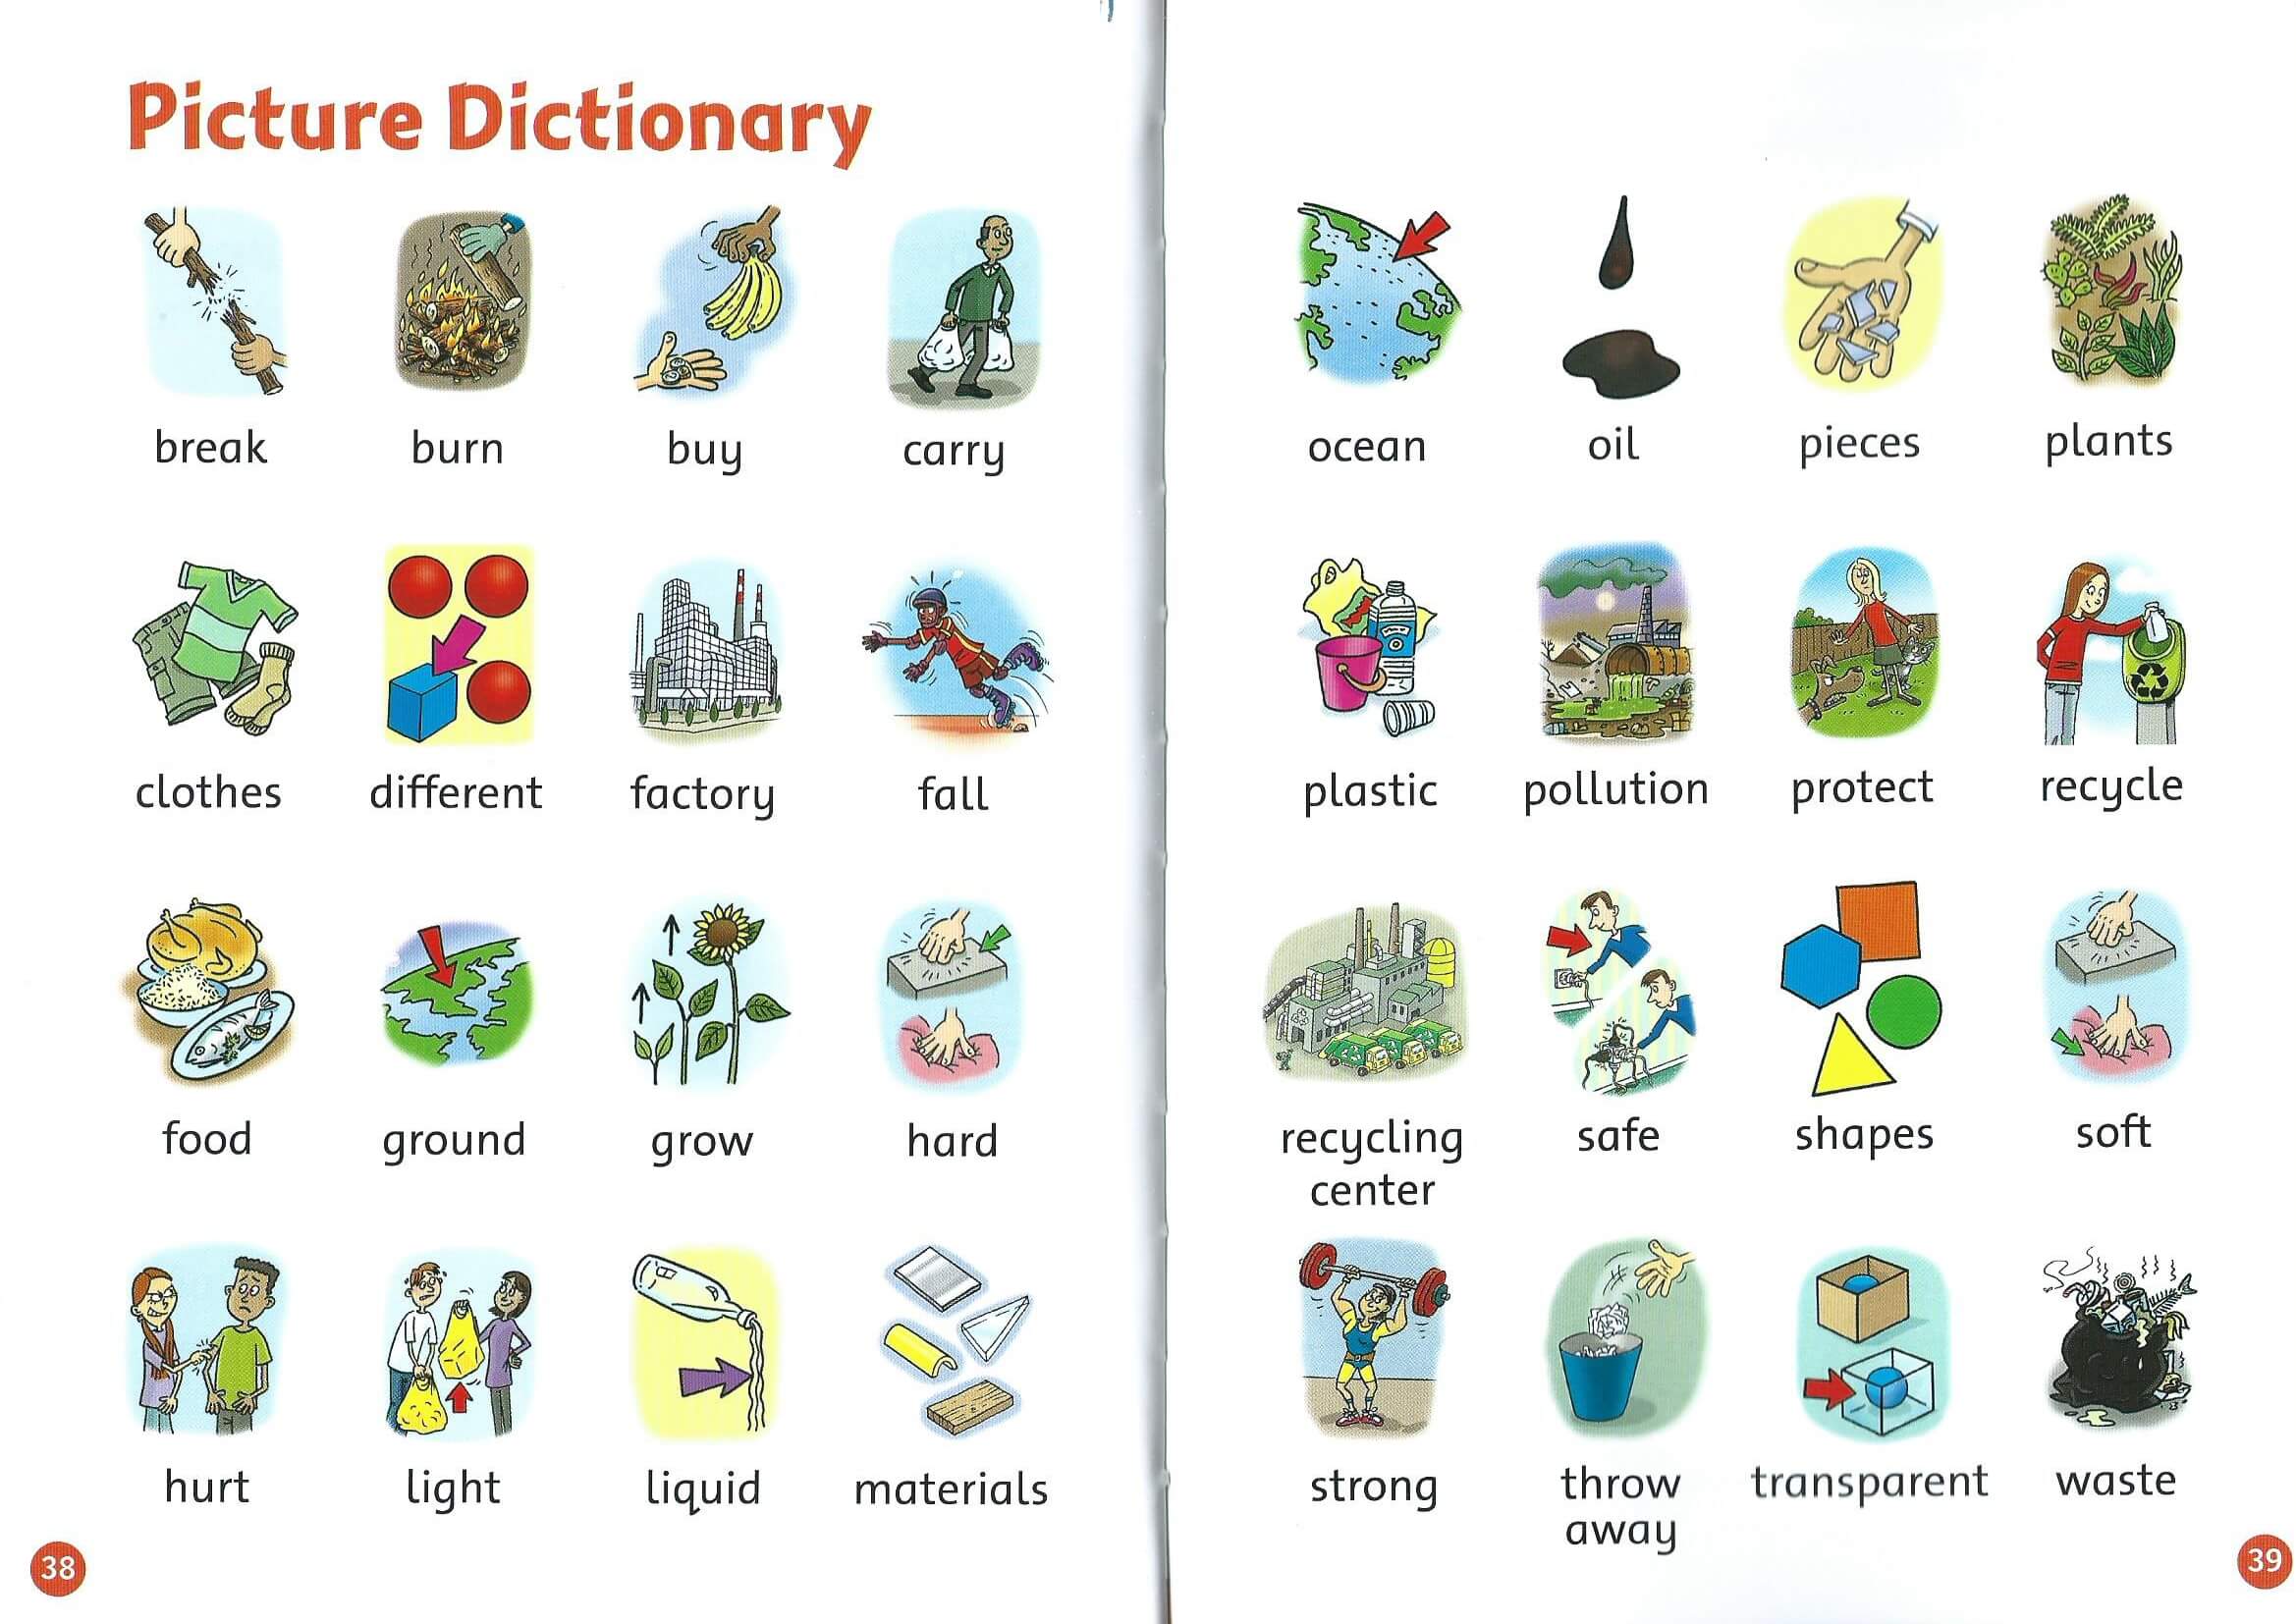 Picture Dictionary
break burn buy carry
clothes different factory fall
food ground grow hard
hurt light liquid materials
38
ocean oil pieces plants
plastic pollution protect recycle
recycling safe shapes soft
center
strong throw transparent waste
away
39